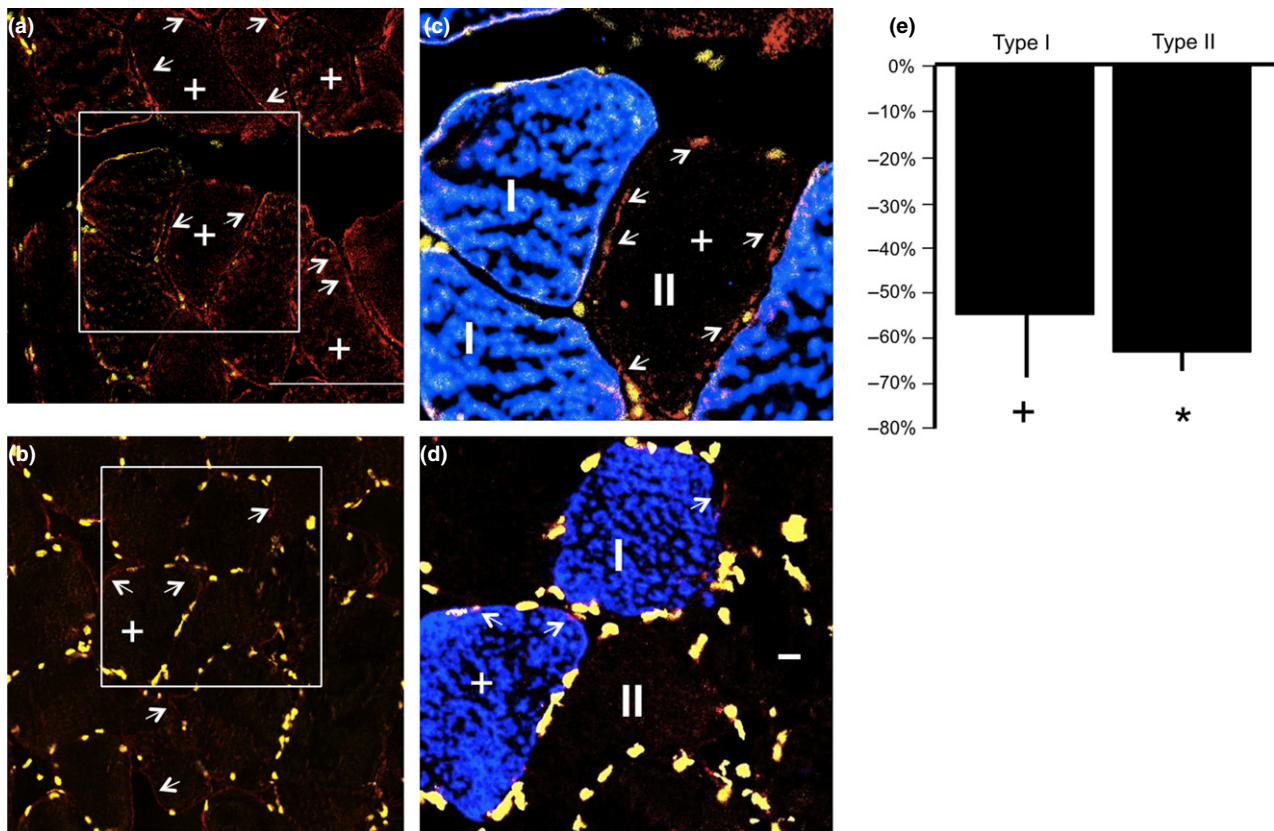 (a)
+
+
+
+
(b)
+
(c)
I
+
II
I
(d)
I
–
+
II
(e)
Type I
Type II
0%
–10%
–20%
–30%
–40%
–50%
–60%
–70%
–80%
+
*